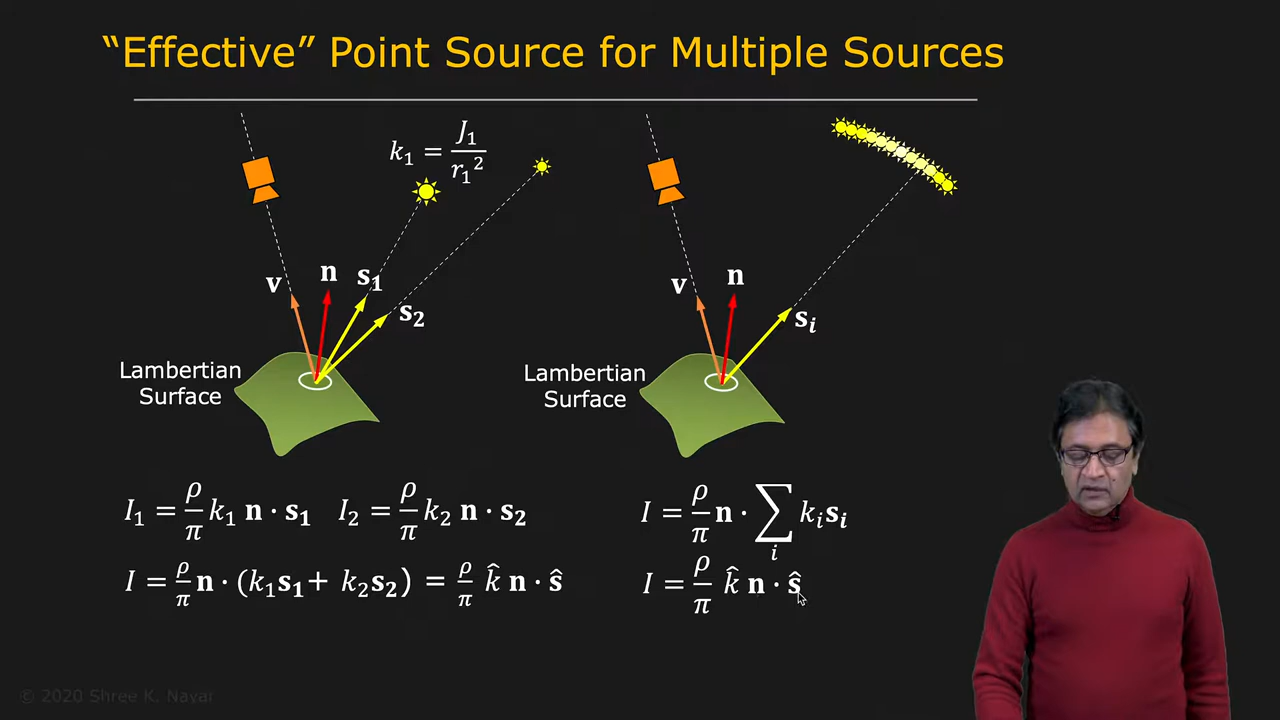 “Effective” Point Source for Multiple Sources
k₁ = J₁ / r₁²
v
n
s₁
s₂
Lambertian
Surface
I₁ = ρ/π k₁ n · s₁ I₂ = ρ/π k₂ n · s₂
I = ρ/π n · (k₁s₁+ k₂s₂) = ρ/π k̂ n · ŝ
v
n
sᵢ
Lambertian
Surface
I = ρ/π n · ∑ᵢ kᵢsᵢ
I = ρ/π k̂ n · ŝ
© 2020 Shree K. Nayar